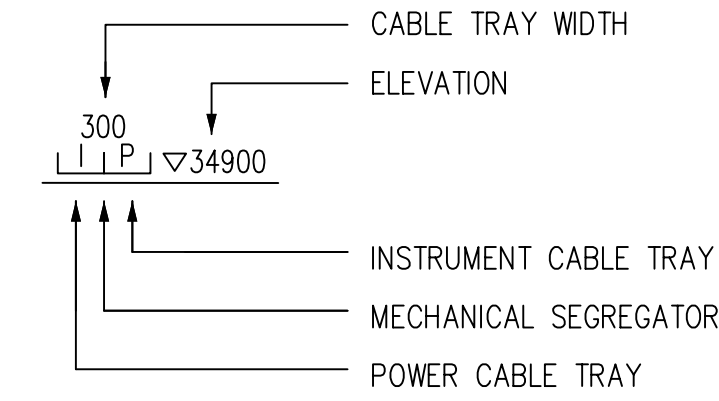 CABLE TRAY WIDTH
ELEVATION
300
I P ▽34900
INSTRUMENT CABLE TRAY
MECHANICAL SEGREGATOR
POWER CABLE TRAY